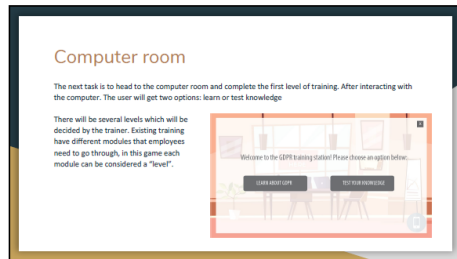 Computer room
The next task is to head to the computer room and complete the first level of training. After interacting with
the computer. The user will get two options: learn or test knowledge
There will be several levels which will be
decided by the trainer. Existing training
have different modules that employees
need to go through, in this game each
module can be considered a “level”.
Welcome to the GDPR training station! Please choose an option below:
LEARN ABOUT GDPR
TEST YOUR KNOWLEDGE